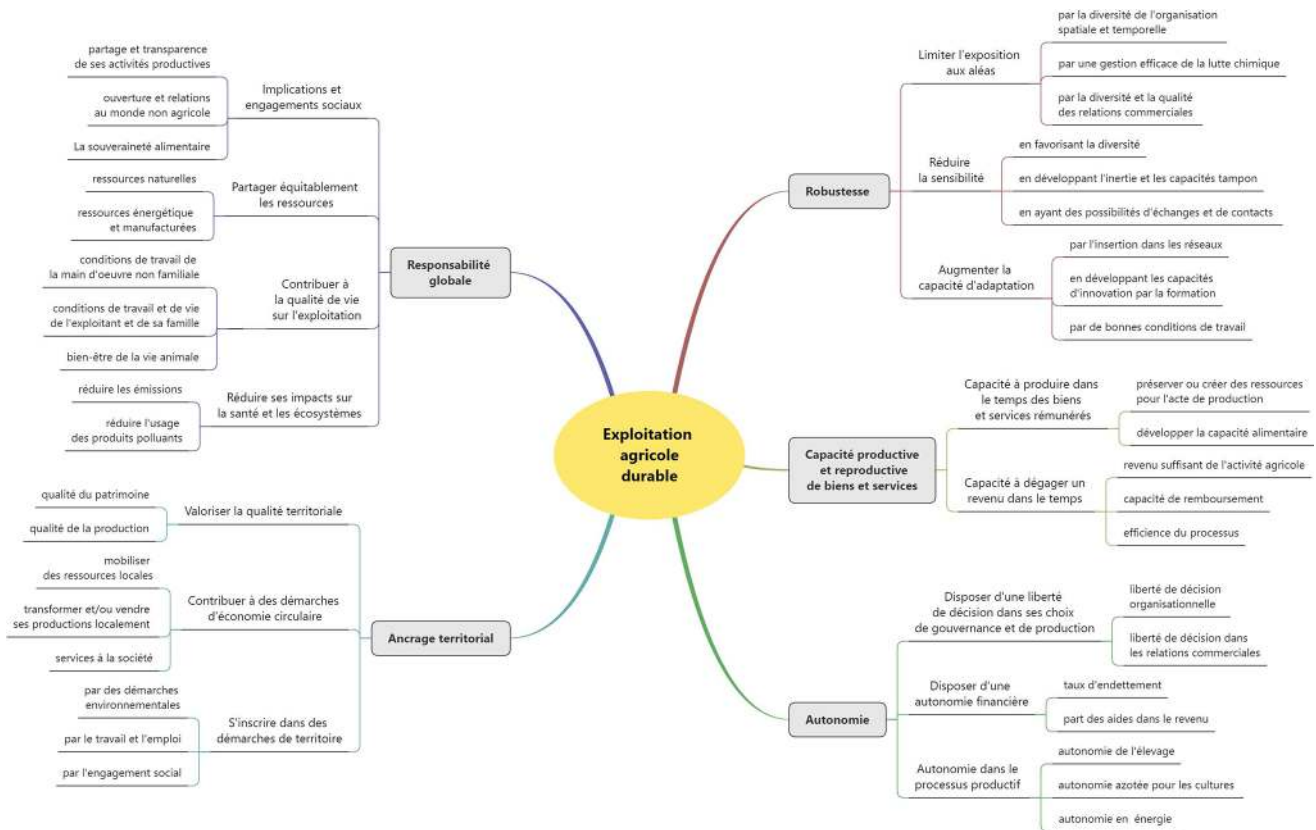 Exploitation
agricole
durable
Responsabilité
globale
Implications et
engagements sociaux
partage et transparence
de ses activités productives
ouverture et relations
au monde non agricole
La souveraineté alimentaire
Partager équitablement
les ressources
ressources naturelles
ressources énergétique
et manufacturées
Contribuer à
la qualité de vie
sur l'exploitation
conditions de travail de
la main d'oeuvre non familiale
conditions de travail et de vie
de l'exploitant et de sa famille
bien-être de la vie animale
Réduire ses impacts sur
la santé et les écosystèmes
réduire les émissions
réduire l'usage
des produits polluants
Ancrage territorial
Valoriser la qualité territoriale
qualité du patrimoine
qualité de la production
Contribuer à des démarches
d'économie circulaire
mobiliser
des ressources locales
transformer et/ou vendre
ses productions localement
services à la société
S'inscrire dans des
démarches de territoire
par des démarches
environnementales
par le travail et l'emploi
par l'engagement social
Robustesse
Limiter l'exposition
aux aléas
par la diversité de l'organisation
spatiale et temporelle
par une gestion efficace de la lutte chimique
par la diversité et la qualité
des relations commerciales
Réduire
la sensibilité
en favorisant la diversité
en développant l'inertie et les capacités tampon
en ayant des possibilités d'échanges et de contacts
Augmenter la
capacité d'adaptation
par l'insertion dans les réseaux
en développant les capacités
d'innovation par la formation
par de bonnes conditions de travail
Capacité productive
et reproductive
de biens et services
Capacité à produire dans
le temps des biens
et services rémunérés
préserver ou créer des ressources
pour l'acte de production
développer la capacité alimentaire
Capacité à dégager un
revenu dans le temps
revenu suffisant de l'activité agricole
capacité de remboursement
efficience du processus
Autonomie
Disposer d'une liberté
de décision dans ses choix
de gouvernance et de production
liberté de décision
organisationnelle
liberté de décision dans
les relations commerciales
Disposer d'une
autonomie financière
taux d'endettement
part des aides dans le revenu
Autonomie dans le
processus productif
autonomie de l'élevage
autonomie azotée pour les cultures
autonomie en énergie